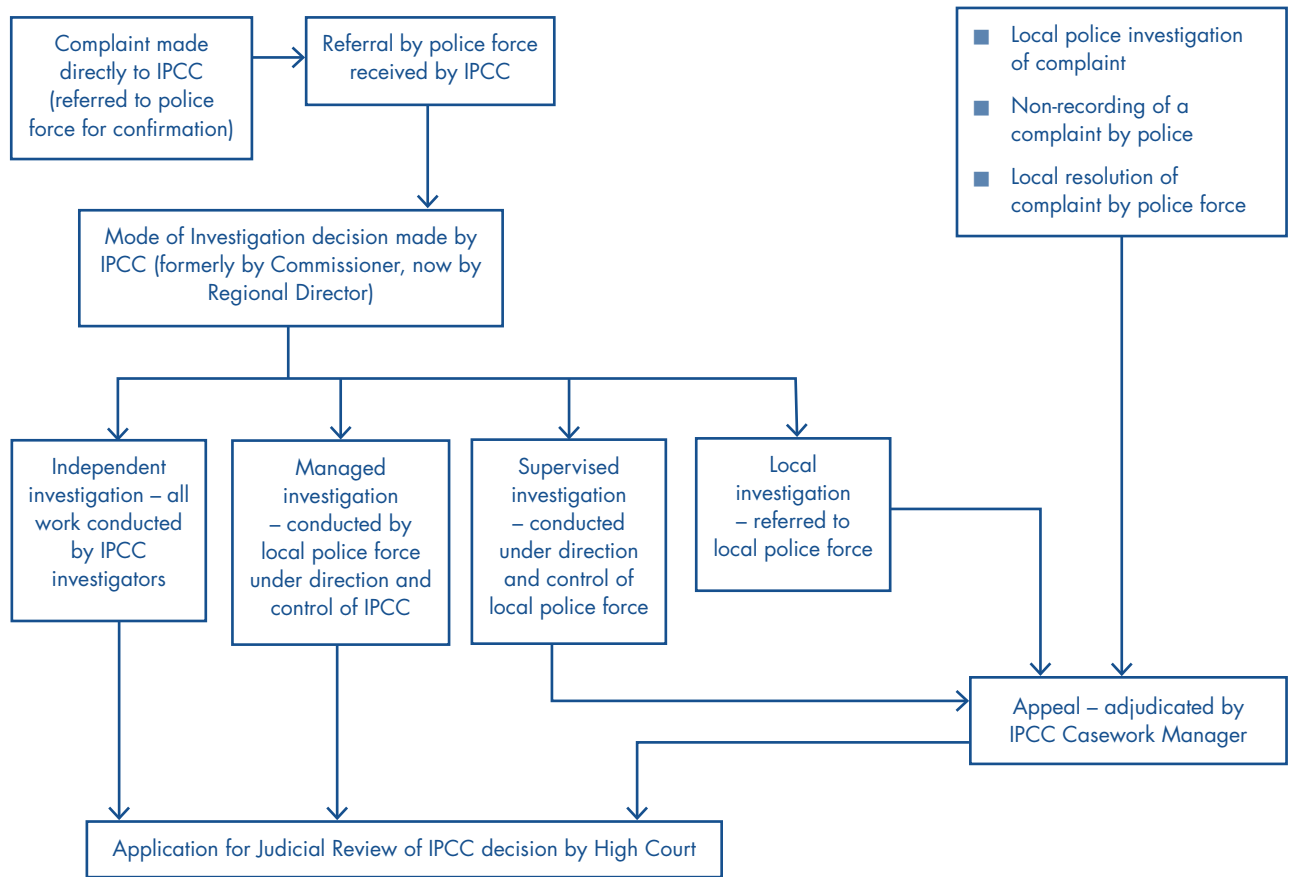 Complaint made
directly to IPCC
(referred to police
force for confirmation)
Referral by police force
received by IPCC
Local police investigation
of complaint
Non-recording of a
complaint by police
Local resolution of
complaint by police force
Mode of Investigation decision made by
IPCC (formerly by Commissioner, now by
Regional Director)
Independent
investigation – all
work conducted
by IPCC
investigators
Managed
investigation
– conducted by
local police force
under direction and
control of IPCC
Supervised
investigation
– conducted
under direction
and control of
local police force
Local
investigation
– referred to
local police force
Appeal – adjudicated by
IPCC Casework Manager
Application for Judicial Review of IPCC decision by High Court